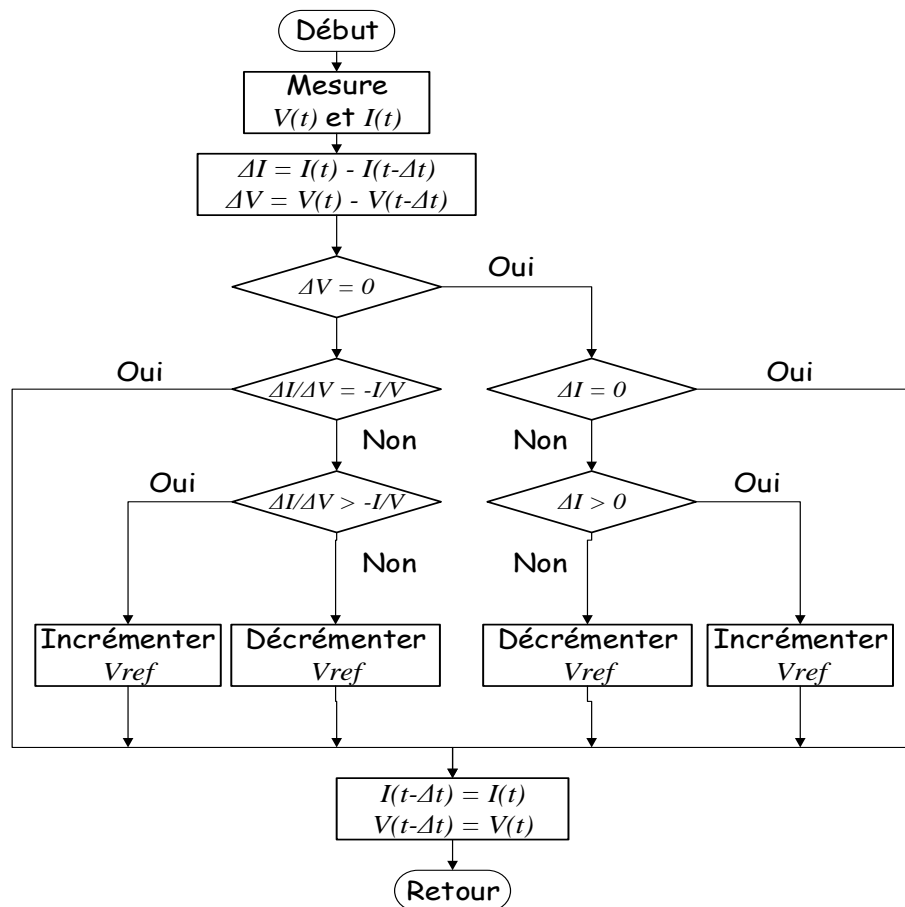 Début
Mesure
V(t) et I(t)
ΔI = I(t) - I(t-Δt)
ΔV = V(t) - V(t-Δt)
Oui
ΔV = 0
Oui
ΔI/ΔV = -I/V
ΔI = 0
Oui
Non
Non
Oui
ΔI/ΔV > -I/V
ΔI > 0
Oui
Non
Non
Incrémenter
Vref
Décrémenter
Vref
Décrémenter
Vref
Incrémenter
Vref
I(t-Δt) = I(t)
V(t-Δt) = V(t)
Retour